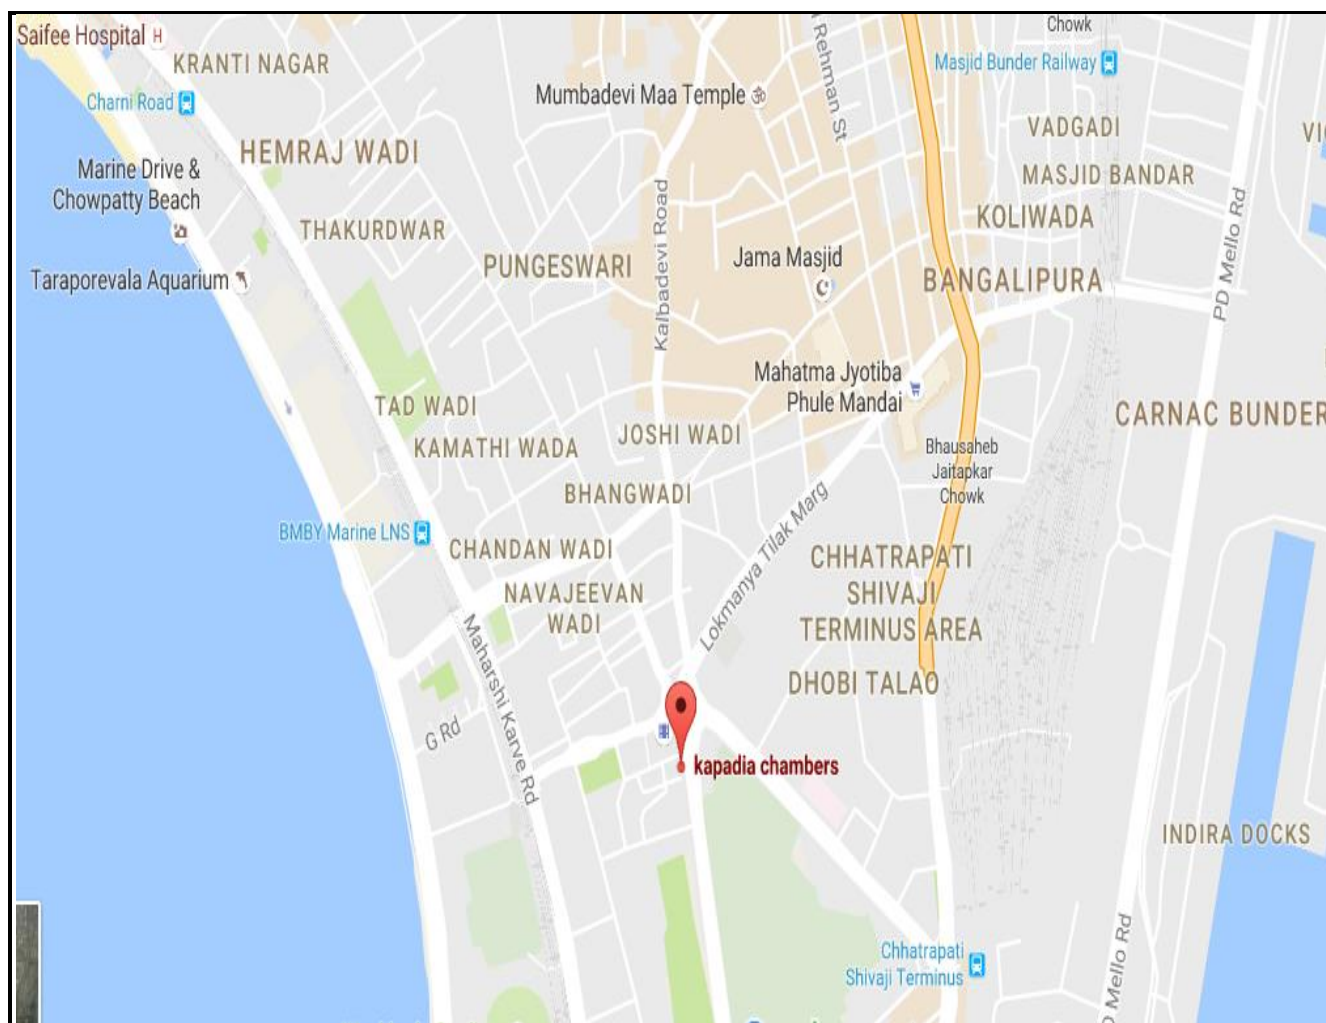 Saifee Hospital
H
KRANTI NAGAR
Chowk
Masjid Bunder Railway
Charni Road
Mumbadevi Maa Temple
Rehman St
VADGADI
HEMRAJ WADI
Marine Drive &
Chowpatty Beach
MASJID BANDAR
KOLIWADA
THAKURDWAR
Kalbadevi Road
PD Mello Rd
PUNGESWARI
Jama Masjid
BANGALIPURA
Taraporevala Aquarium
Mahatma Jyotiba
Phule Mandai
TAD WADI
CARNAC BUNDER
KAMATHI WADA
JOSHI WADI
Bhausaheb
Jaitapkar
Chowk
BHANGWADI
BMBY Marine LNS
CHANDAN WADI
Lokmanya Tilak Marg
CHHATRAPATI
SHIVAJI
TERMINUS AREA
NAVAJEEVAN
WADI
Maharshi Karve Rd
DHOBI TALAO
G Rd
kapadia chambers
INDIRA DOCKS
Chhatrapati
Shivaji Terminus
Mello Rd